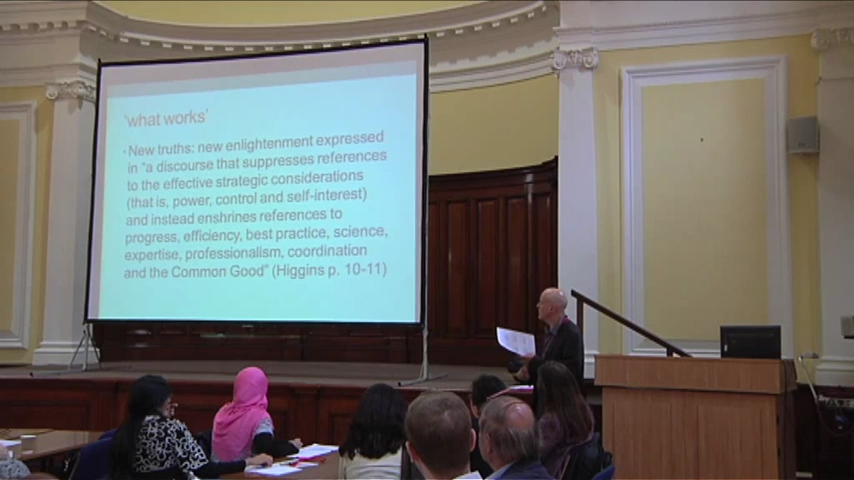 'what works'
• New truths: new enlightenment expressed
in "a discourse that suppresses references
to the effective strategic considerations
(that is, power, control and self-interest)
and instead enshrines references to
progress, efficiency, best practice, science,
expertise, professionalism, coordination
and the Common Good" (Higgins p. 10-11)